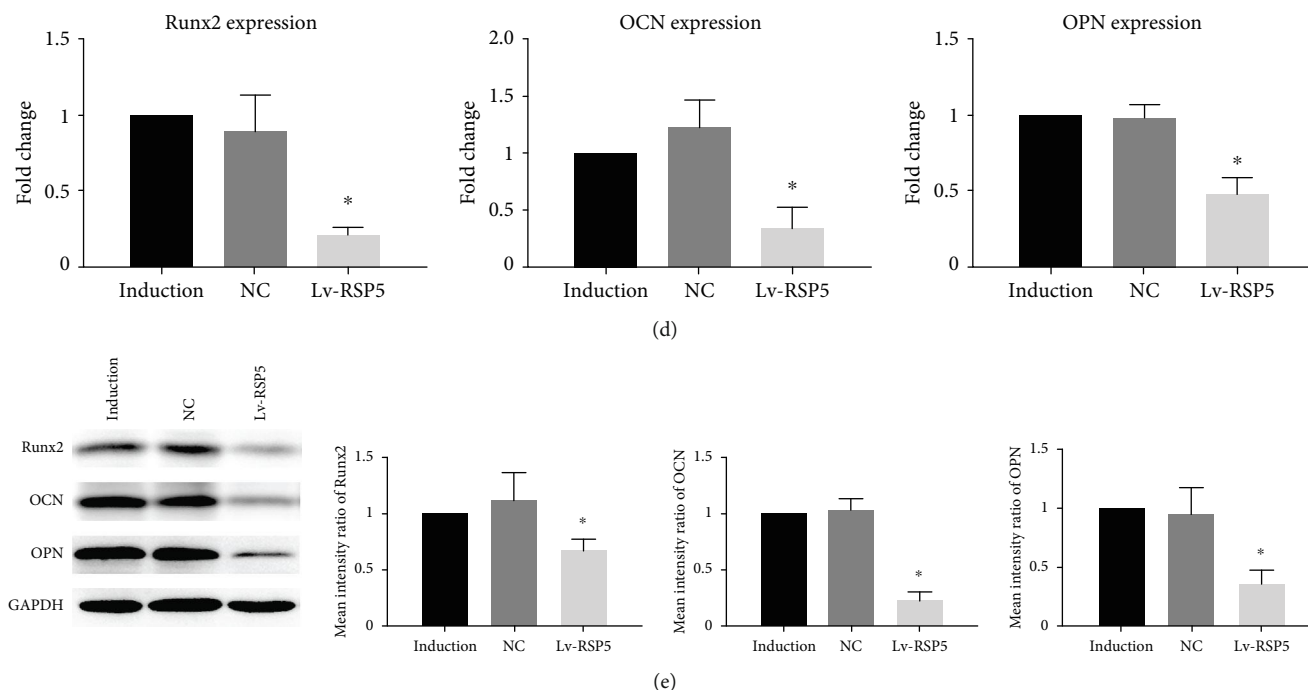 Runx2 expression
Fold change
1.5
1
0.5
0
Induction
NC
Lv-RSP5
*
OCN expression
Fold change
2.0
1.5
1
0.5
0
Induction
NC
Lv-RSP5
*
OPN expression
Fold change
1.5
1
0.5
0
Induction
NC
Lv-RSP5
*
(d)
Induction
NC
Lv-RSP5
Runx2
OCN
OPN
GAPDH
Mean intensity ratio of Runx2
1.5
1
0.5
0
Induction
NC
Lv-RSP5
*
Mean intensity ratio of OCN
1.5
1
0.5
0
Induction
NC
Lv-RSP5
*
Mean intensity ratio of OPN
1.5
1
0.5
0
Induction
NC
Lv-RSP5
*
(e)